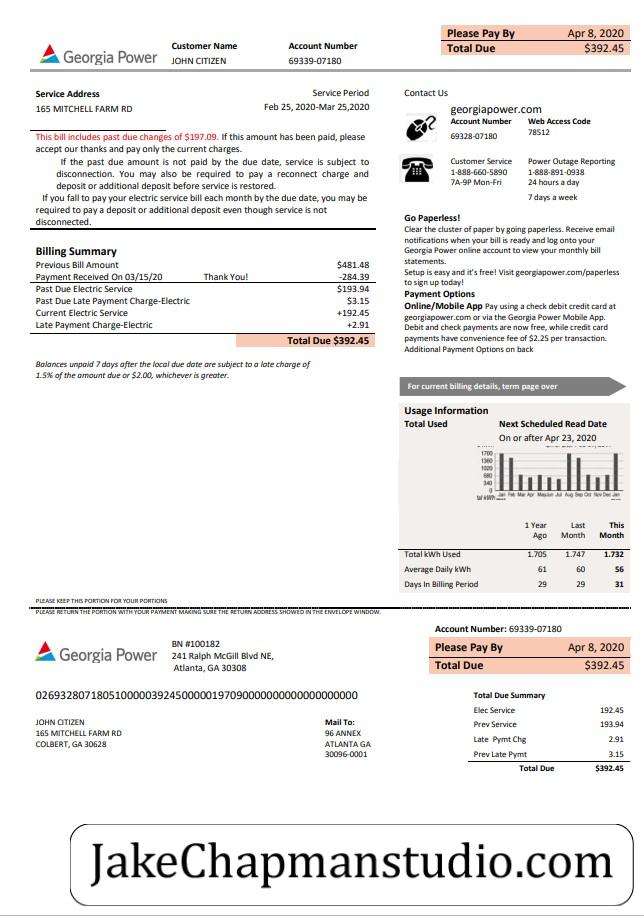 Please Pay By Apr 8, 2020
Total Due $392.45
Georgia Power
Customer Name Account Number
JOHN CITIZEN 69339-07180
Service Address Service Period
165 MITCHELL FARM RD Feb 25, 2020-Mar 25,2020
This bill includes past due changes of $197.09. If this amount has been paid, please
accept our thanks and pay only the current charges.
If the past due amount is not paid by the due date, service is subject to
disconnection. You may also be required to pay a reconnect charge and
deposit or additional deposit before service is restored.
If you fall to pay your electric service bill each month by the due date, you may be
required to pay a deposit or additional deposit even though service is not
disconnected.
Billing Summary
Previous Bill Amount $481.48
Payment Received On 03/15/20 Thank You! -284.39
Past Due Electric Service $193.94
Past Due Late Payment Charge-Electric $3.15
Current Electric Service +192.45
Late Payment Charge-Electric +2.91
Total Due $392.45
Balances unpaid 7 days after the local due date are subject to a late charge of
1.5% of the amount due or $2.00, whichever is greater.
Contact Us
georgiapower.com
Account Number Web Access Code
69328-07180 78512
Customer Service Power Outage Reporting
1-888-660-5890 1-888-891-0938
7A-9P Mon-Fri 24 hours a day
7 days a week
Go Paperless!
Clear the cluster of paper by going paperless. Receive email
notifications when your bill is ready and log onto your
Georgia Power online account to view your monthly bill
statements.
Setup is easy and it's free! Visit georgiapower.com/paperless
to sign up today!
Payment Options
Online/Mobile App Pay using a check debit credit card at
georgiapower.com or via the Georgia Power Mobile App.
Debit and check payments are now free, while credit card
payments have convenience fee of $2.25 per transaction.
Additional Payment Options on back
For current billing details, term page over
Usage Information
Total Used Next Scheduled Read Date
On or after Apr 23, 2020
1700
1360
1020
680
340
0
Jan Feb Mar Apr MayJun Jul Aug Sep Oct Nov Dec Jan
1 Year Last This
Ago Month Month
Total kWh Used 1.705 1.747 1.732
Average Daily kWh 61 60 56
Days In Billing Period 29 29 31
PLEASE KEEP THIS PORTION FOR YOUR PORTIONS
PLEASE RETURN THE PORTION WITH YOUR PAYMENT MAKING SURE THE RETURN ADDRESS SHOWED IN THE ENVELOPE WINDOW.
Georgia Power
BN #100182
241 Ralph McGill Blvd NE,
Atlanta, GA 30308
Account Number: 69339-07180
Please Pay By Apr 8, 2020
Total Due $392.45
JOHN CITIZEN
165 MITCHELL FARM RD
COLBERT, GA 30628
Mail To:
96 ANNEX
ATLANTA GA
30096-0001
Total Due Summary
Elec Service 192.45
Prev Service 193.94
Late Pymt Chg 2.91
Prev Late Pymt 3.15
Total Due $392.45
JakeChapmanstudio.com